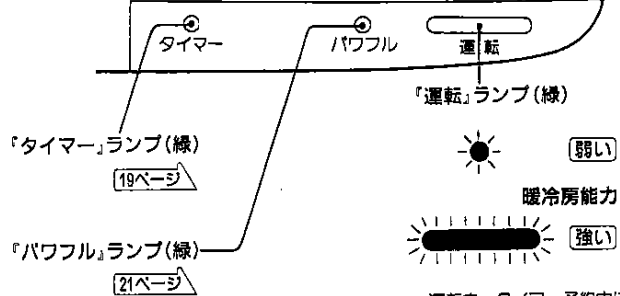 タイマー
パワフル
運転
『運転』ランプ(緑)
『タイマー』ランプ(緑)
19ページ
弱い
暖冷房能力
強い
『パワフル』ランプ(緑)
21ページ